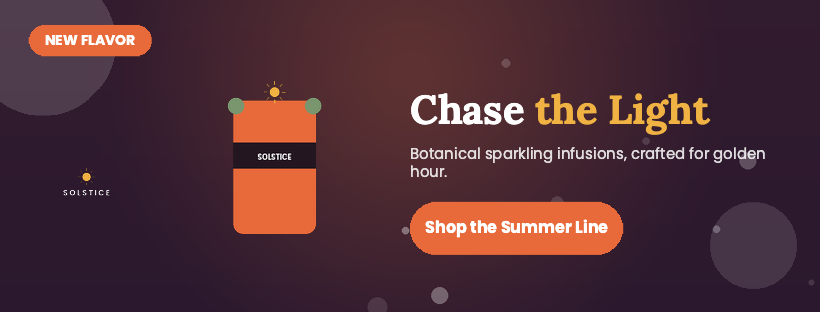 NEW FLAVOR
SOLSTICE
SOLSTICE
Chase the Light
Botanical sparkling infusions, crafted for golden
hour.
Shop the Summer Line